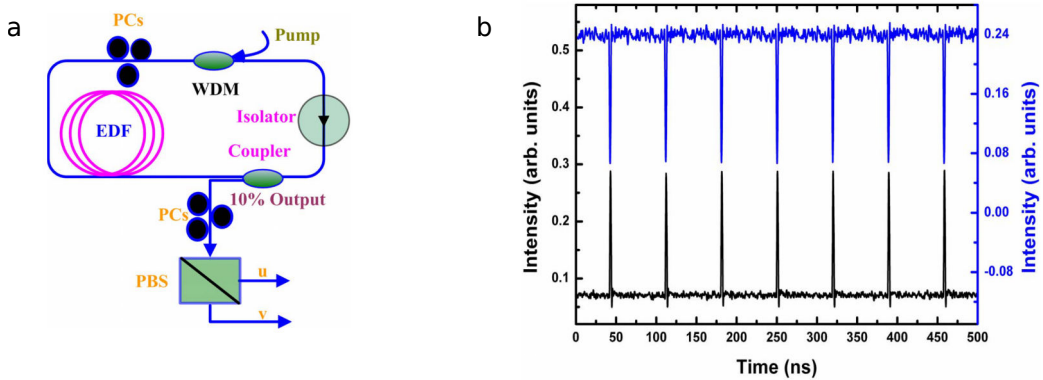 a
PCs
Pump
WDM
Isolator
EDF
Coupler
10% Output
PCs
PBS
u
v
b
Intensity (arb. units)
0.5
0.4
0.3
0.2
0.1
0.24
0.16
0.08
0.00
-0.08
Intensity (arb. units)
0 50 100 150 200 250 300 350 400 450 500
Time (ns)